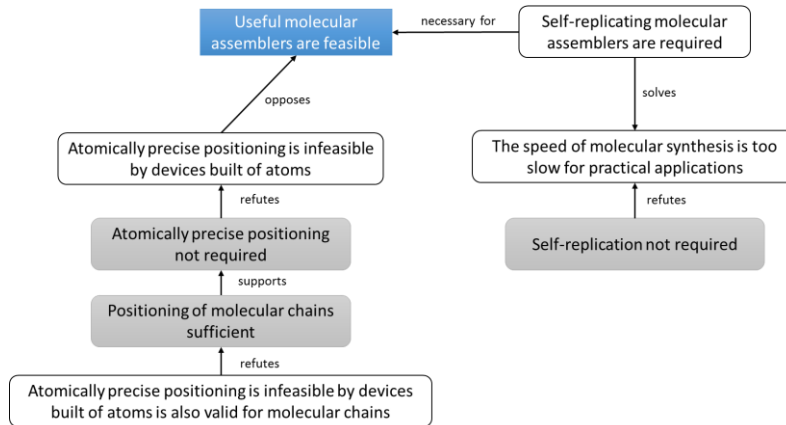 Useful molecular
assemblers are feasible
necessary for
Self-replicating molecular
assemblers are required
opposes
solves
Atomically precise positioning is infeasible
by devices built of atoms
The speed of molecular synthesis is too
slow for practical applications
refutes
refutes
Atomically precise positioning
not required
Self-replication not required
supports
Positioning of molecular chains
sufficient
refutes
Atomically precise positioning is infeasible by devices
built of atoms is also valid for molecular chains